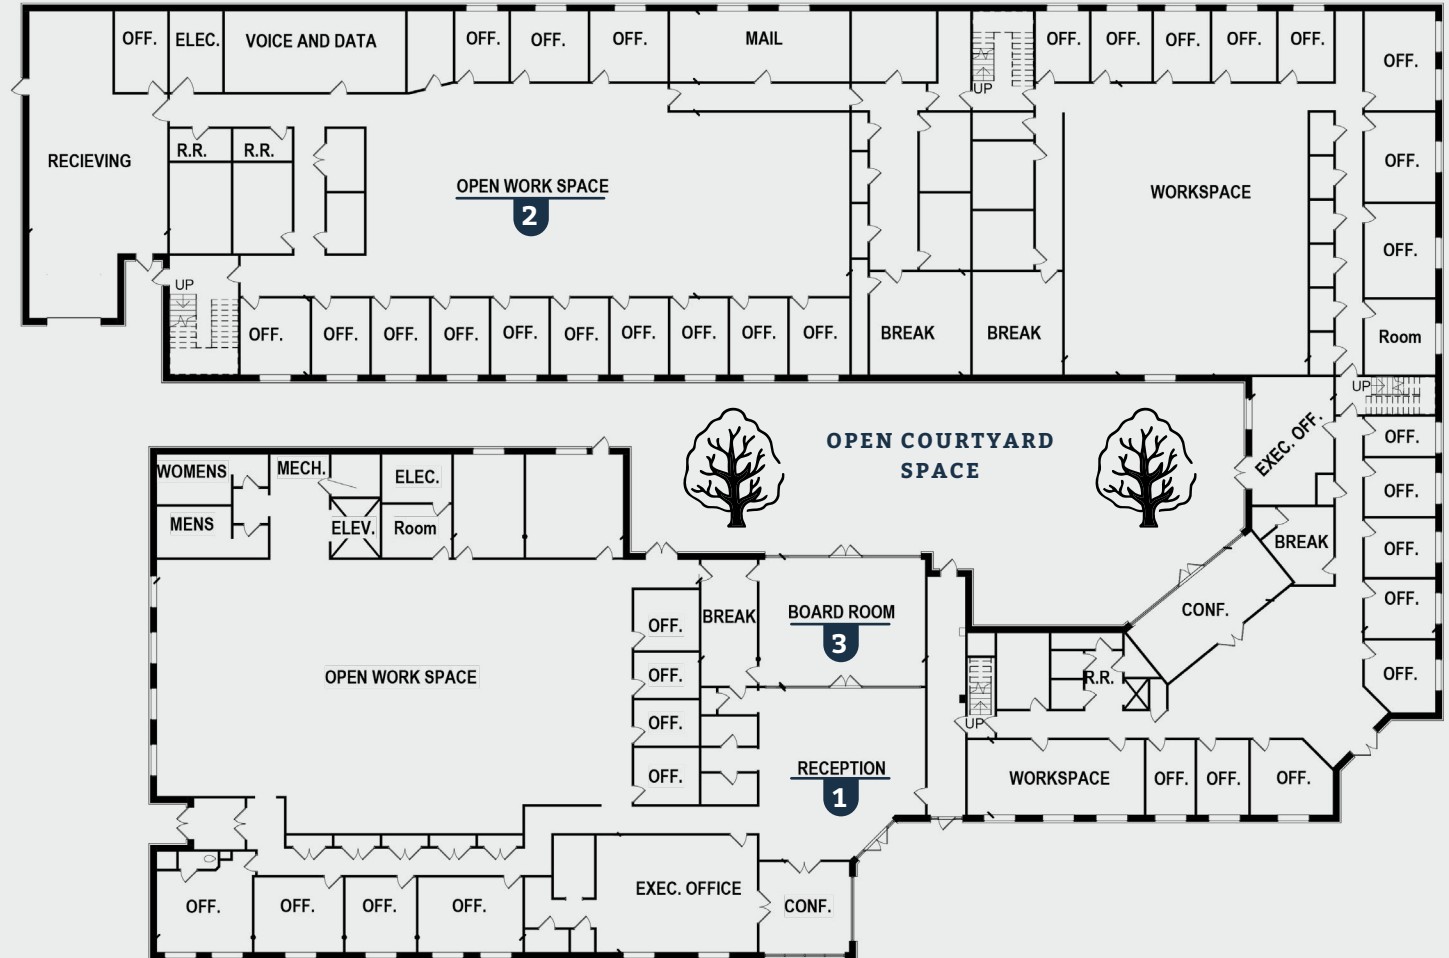 OFF.
ELEC.
VOICE AND DATA
OFF.
OFF.
OFF.
MAIL
UP
OFF.
OFF.
OFF.
OFF.
OFF.
OFF.
RECIEVING
R.R.
R.R.
OPEN WORK SPACE
2
WORKSPACE
OFF.
OFF.
UP
OFF.
OFF.
OFF.
OFF.
OFF.
OFF.
OFF.
OFF.
OFF.
OFF.
BREAK
BREAK
Room
UP
OPEN COURTYARD
SPACE
EXEC. OFF.
OFF.
OFF.
OFF.
OFF.
OFF.
WOMENS
MECH.
ELEC.
MENS
ELEV.
Room
BREAK
CONF.
OFF.
OFF.
OFF.
OFF.
BREAK
BOARD ROOM
3
OPEN WORK SPACE
R.R.
UP
RECEPTION
1
WORKSPACE
OFF.
OFF.
OFF.
OFF.
OFF.
OFF.
OFF.
EXEC. OFFICE
CONF.